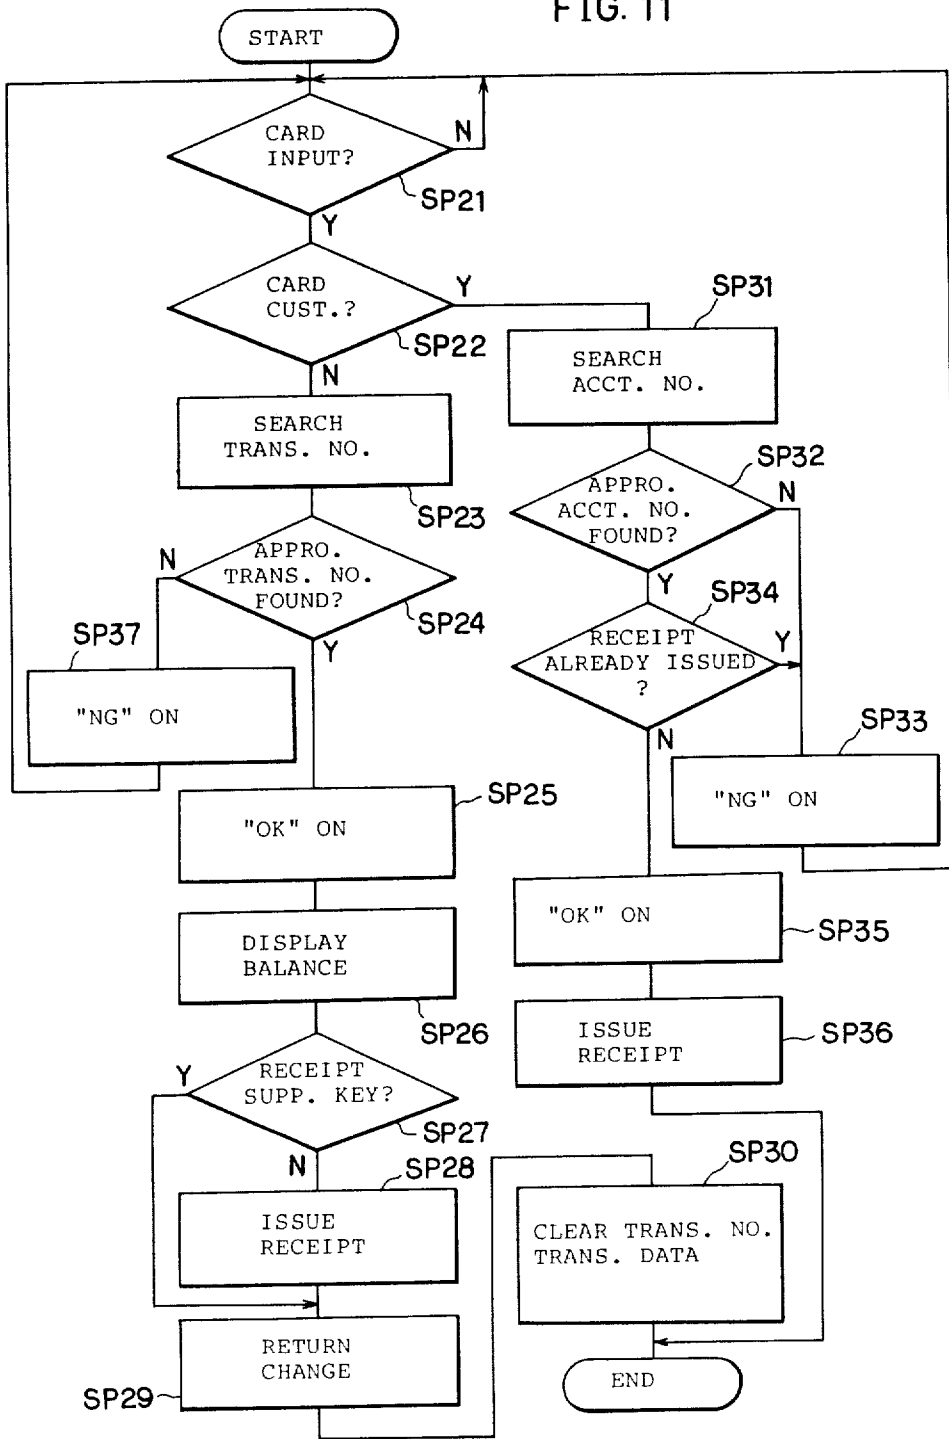 FIG. 11
START
CARD
INPUT?
N
SP21
Y
CARD
CUST.?
Y
SP22
N
SP31
SEARCH
ACCT. NO.
SEARCH
TRANS. NO.
SP23
SP32
APPRO.
ACCT. NO.
FOUND?
N
Y
APPRO.
TRANS. NO.
FOUND?
N
SP24
Y
SP34
RECEIPT
ALREADY ISSUED
?
Y
N
SP37
"NG" ON
SP33
"NG" ON
SP25
"OK" ON
"OK" ON
SP35
DISPLAY
BALANCE
SP26
ISSUE
RECEIPT
SP36
RECEIPT
SUPP. KEY?
Y
SP27
N
SP28
ISSUE
RECEIPT
SP30
CLEAR TRANS. NO.
TRANS. DATA
RETURN
CHANGE
SP29
END